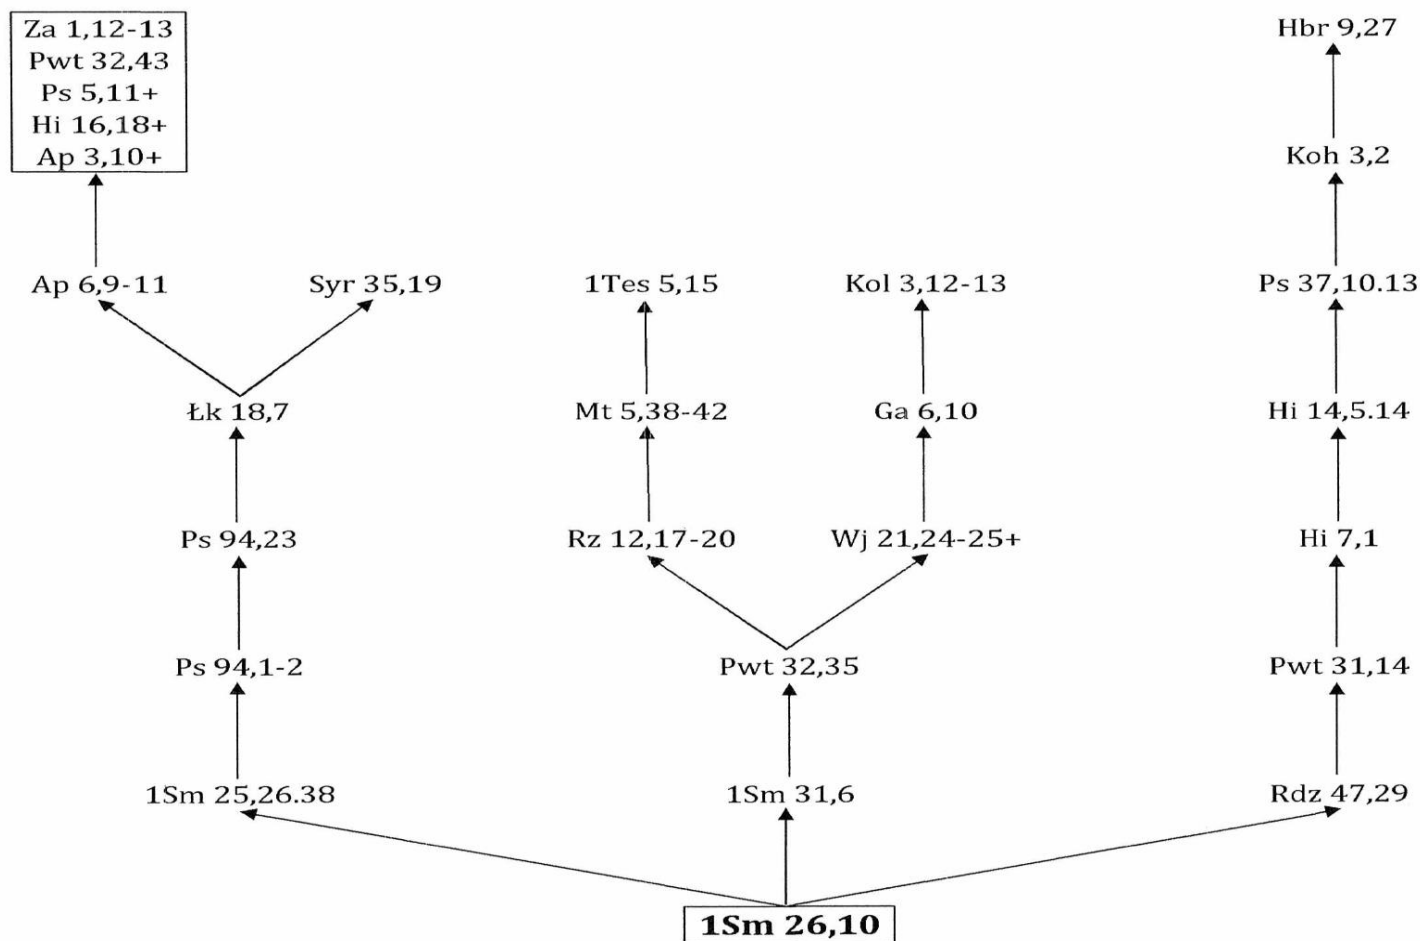 Za 1,12-13
Pwt 32,43
Ps 5,11+
Hi 16,18+
Ap 3,10+
Hbr 9,27
Koh 3,2
Ap 6,9-11
Syr 35,19
1Tes 5,15
Kol 3,12-13
Ps 37,10.13
Łk 18,7
Mt 5,38-42
Ga 6,10
Hi 14,5.14
Ps 94,23
Rz 12,17-20
Wj 21,24-25+
Hi 7,1
Ps 94,1-2
Pwt 32,35
Pwt 31,14
1Sm 25,26.38
1Sm 31,6
Rdz 47,29
1Sm 26,10